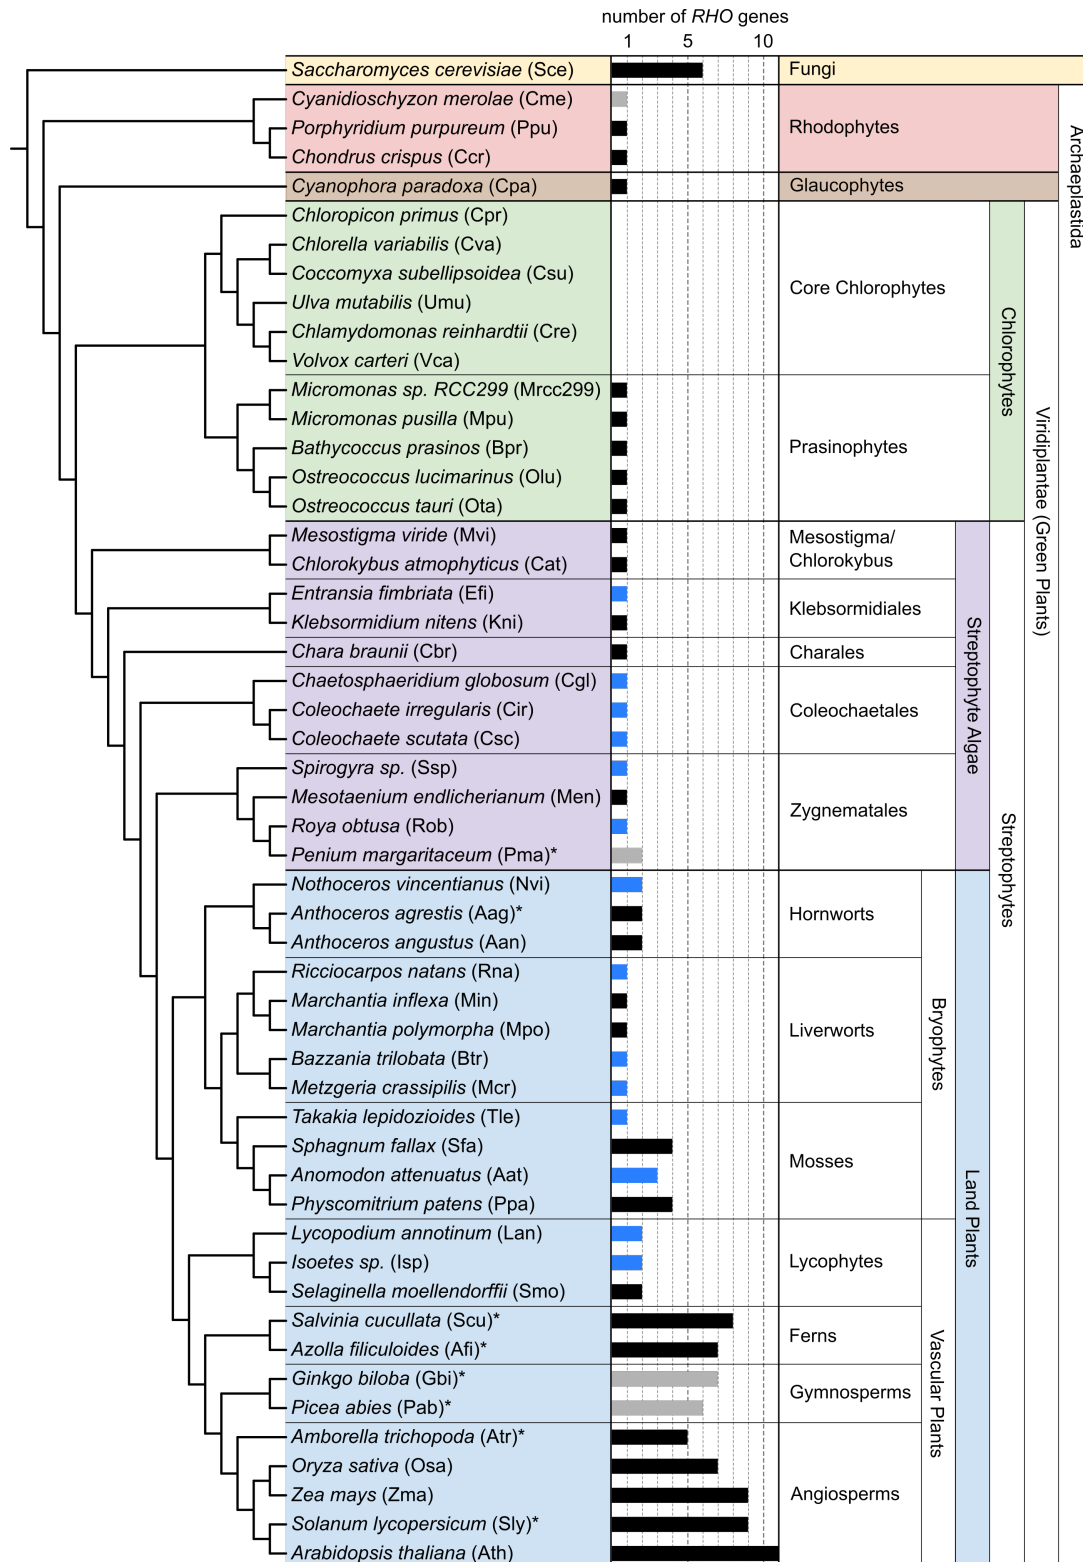 number of RHO genes
1 5 10
Saccharomyces cerevisiae (Sce) Fungi
Cyanidioschyzon merolae (Cme)
Porphyridium purpureum (Ppu) Rhodophytes
Chondrus crispus (Ccr)
Cyanophora paradoxa (Cpa) Glaucophytes
Chloropicon primus (Cpr)
Chlorella variabilis (Cva)
Coccomyxa subellipsoidea (Csu)
Core Chlorophytes
Ulva mutabilis (Umu)
Chlamydomonas reinhardtii (Cre)
Volvox carteri (Vca)
Micromonas sp. RCC299 (Mrcc299)
Micromonas pusilla (Mpu)
Bathycoccus prasinos (Bpr) Prasinophytes
Ostreococcus lucimarinus (Olu)
Ostreococcus tauri (Ota)
Mesostigma viride (Mvi) Mesostigma/
Chlorokybus atmophyticus (Cat) Chlorokybus
Entransia fimbriata (Efi)
Klebsormidiales
Klebsormidium nitens (Kni)
Chara braunii (Cbr) Charales
Chaetosphaeridium globosum (Cgl)
Coleochaete irregularis (Cir) Coleochaetales
Coleochaete scutata (Csc)
Spirogyra sp. (Ssp)
Mesotaenium endlicherianum (Men)
Zygnematales
Roya obtusa (Rob)
Penium margaritaceum (Pma)*
Nothoceros vincentianus (Nvi)
Anthoceros agrestis (Aag)* Hornworts
Anthoceros angustus (Aan)
Ricciocarpos natans (Rna)
Marchantia inflexa (Min)
Marchantia polymorpha (Mpo) Liverworts
Bazzania trilobata (Btr)
Metzgeria crassipilis (Mcr)
Takakia lepidozioides (Tle)
Sphagnum fallax (Sfa)
Mosses
Anomodon attenuatus (Aat)
Physcomitrium patens (Ppa)
Lycopodium annotinum (Lan)
Isoetes sp. (Isp) Lycophytes
Selaginella moellendorffii (Smo)
Salvinia cucullata (Scu)*
Ferns
Azolla filiculoides (Afi)*
Ginkgo biloba (Gbi)*
Gymnosperms
Picea abies (Pab)*
Amborella trichopoda (Atr)*
Oryza sativa (Osa)
Zea mays (Zma) Angiosperms
Solanum lycopersicum (Sly)*
Arabidopsis thaliana (Ath)
Archaeplastida
Chlorophytes
Viridiplantae (Green Plants)
Streptophyte Algae
Streptophytes
Bryophytes
Land Plants
Vascular Plants